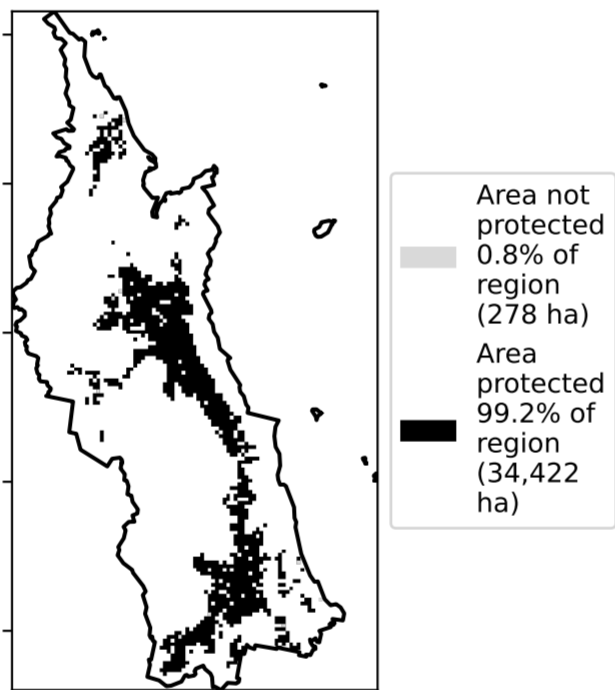 Area not
protected
0.8% of
region
(278 ha)
Area
protected
99.2% of
region
(34,422
ha)